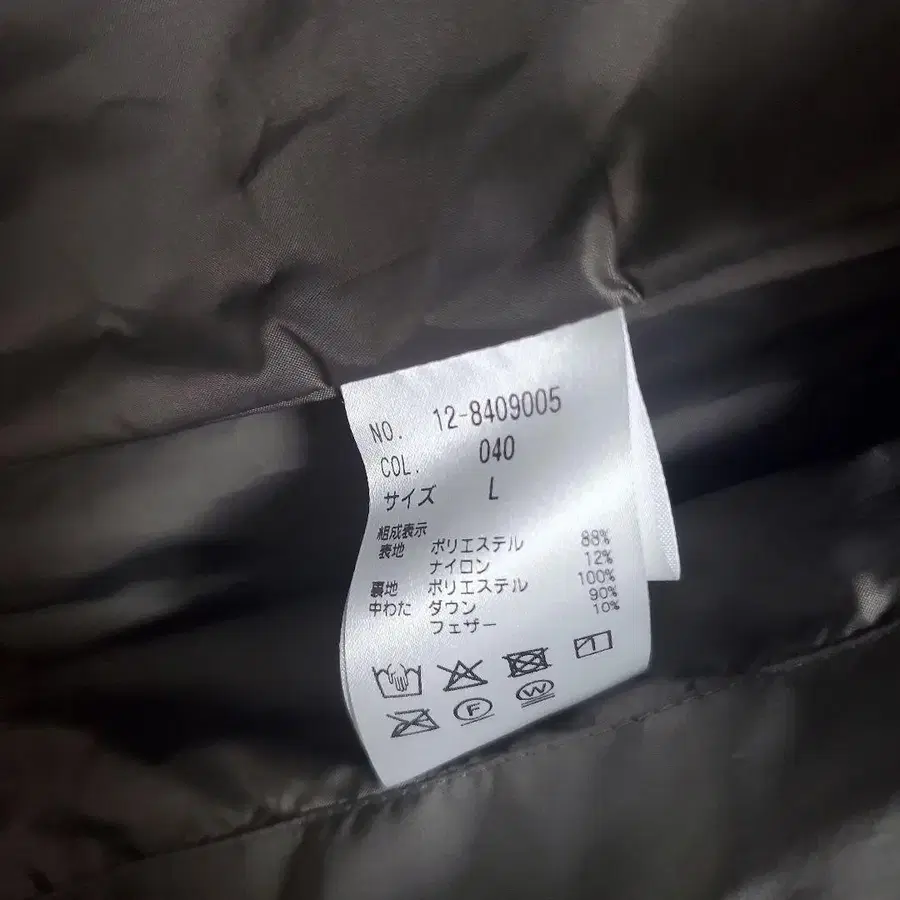 NO. 12-8409005
COL. 040
サイズ L
組成表示
表地 ポリエステル 88%
ナイロン 12%
裏地 ポリエステル 100%
中わた ダウン 90%
フェザー 10%
F W